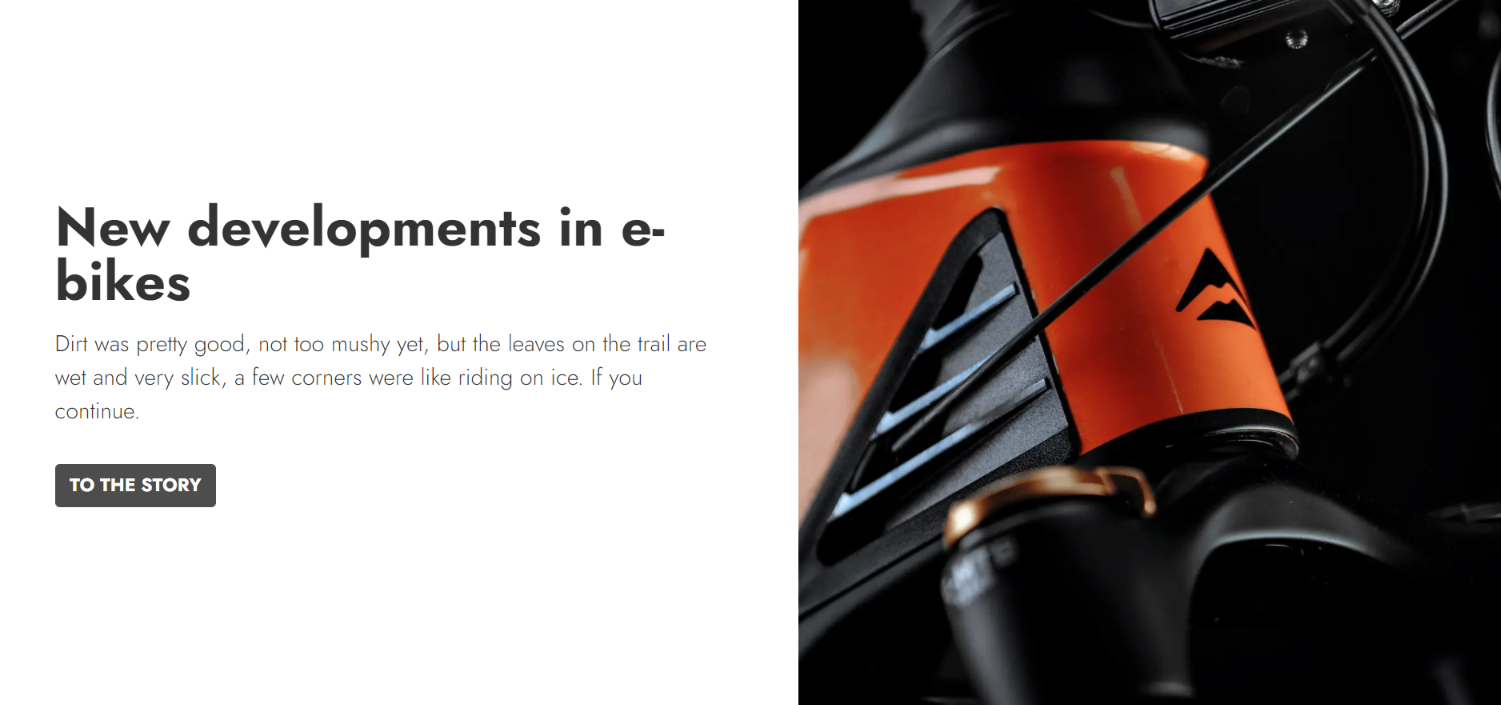 New developments in e-
bikes
Dirt was pretty good, not too mushy yet, but the leaves on the trail are
wet and very slick, a few corners were like riding on ice. If you
continue.
TO THE STORY